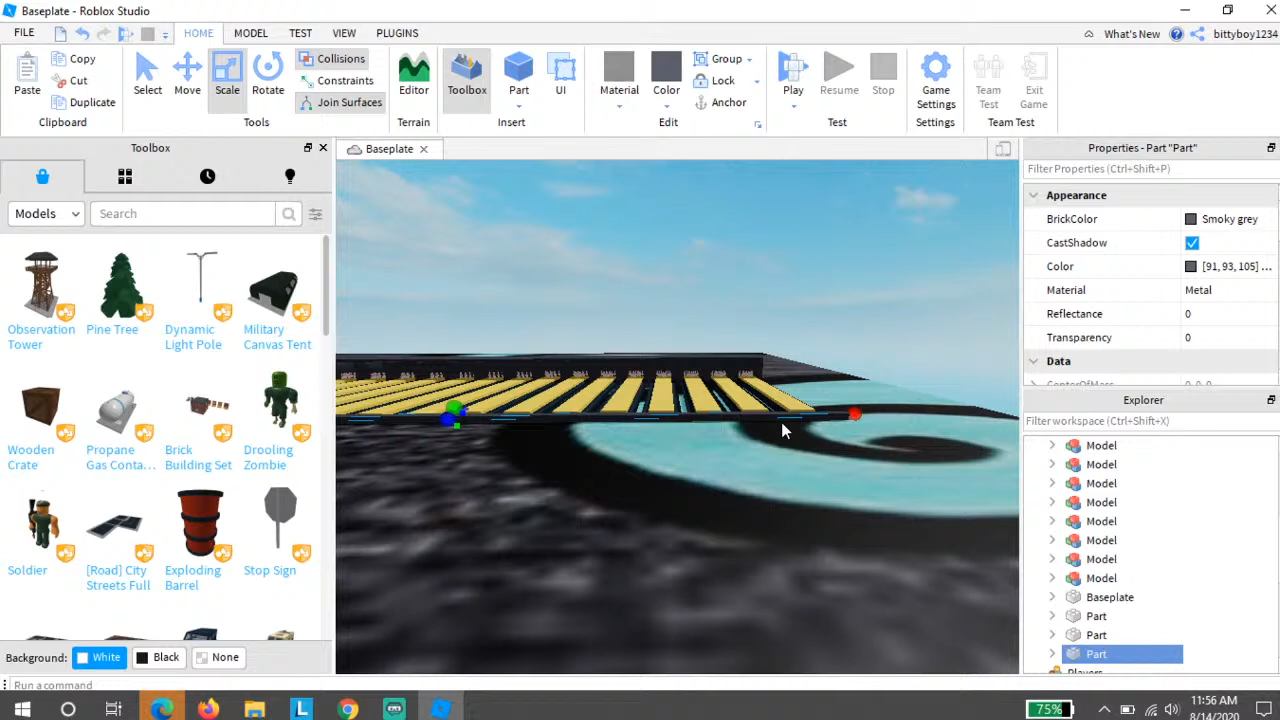 Baseplate - Roblox Studio
FILE HOME MODEL TEST VIEW PLUGINS What's New bittyboy1234
Paste Copy Cut Duplicate Clipboard
Select Move Scale Rotate Collisions Constraints Join Surfaces Tools
Editor Terrain
Toolbox Part UI Insert
Material Color Group Lock Anchor Edit
Play Resume Stop Test
Game Settings Settings
Team Test Exit Game Team Test
Toolbox
Models Search
Observation Tower
Pine Tree
Dynamic Light Pole
Military Canvas Tent
Wooden Crate
Propane Gas Conta...
Brick Building Set
Drooling Zombie
Soldier
[Road] City Streets Full
Exploding Barrel
Stop Sign
Background: White Black None
Run a command
Baseplate
Properties - Part "Part"
Filter Properties (Ctrl+Shift+P)
Appearance
BrickColor Smoky grey
CastShadow
Color [91, 93, 105] ...
Material Metal
Reflectance 0
Transparency 0
Data
CenterOfMass 0, 0, 0
Explorer
Filter workspace (Ctrl+Shift+X)
Model
Model
Model
Model
Model
Model
Model
Model
Baseplate
Part
Part
Part
Players
75%
11:56 AM
8/14/2020